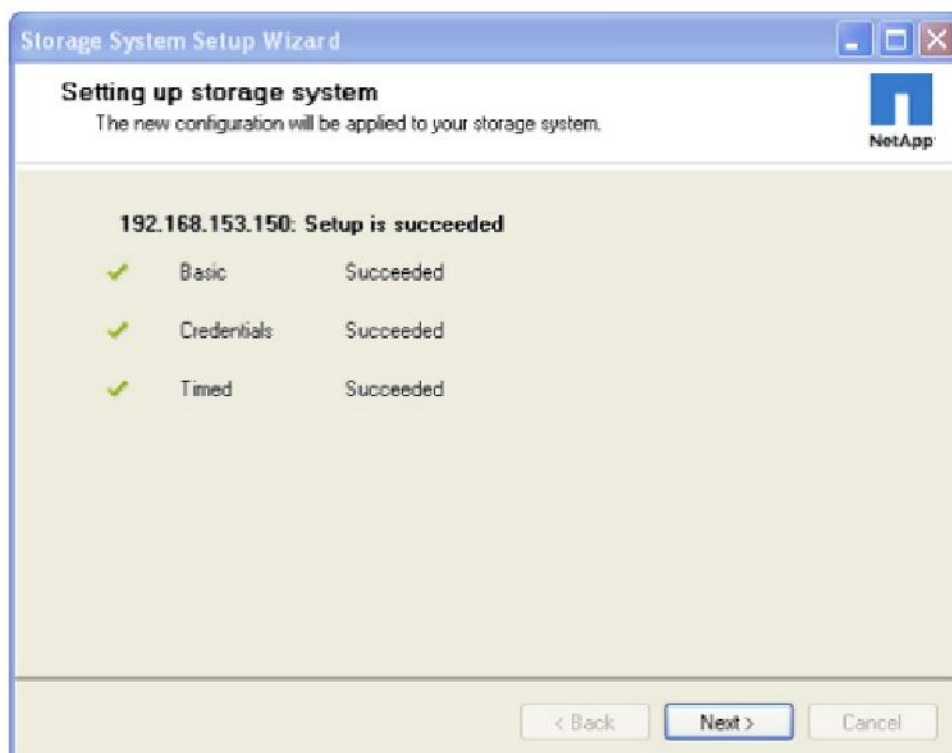 Storage System Setup Wizard
Setting up storage system
The new configuration will be applied to your storage system.
NetApp
192.168.153.150: Setup is succeeded
Basic Succeeded
Credentials Succeeded
Timed Succeeded
< Back Next > Cancel